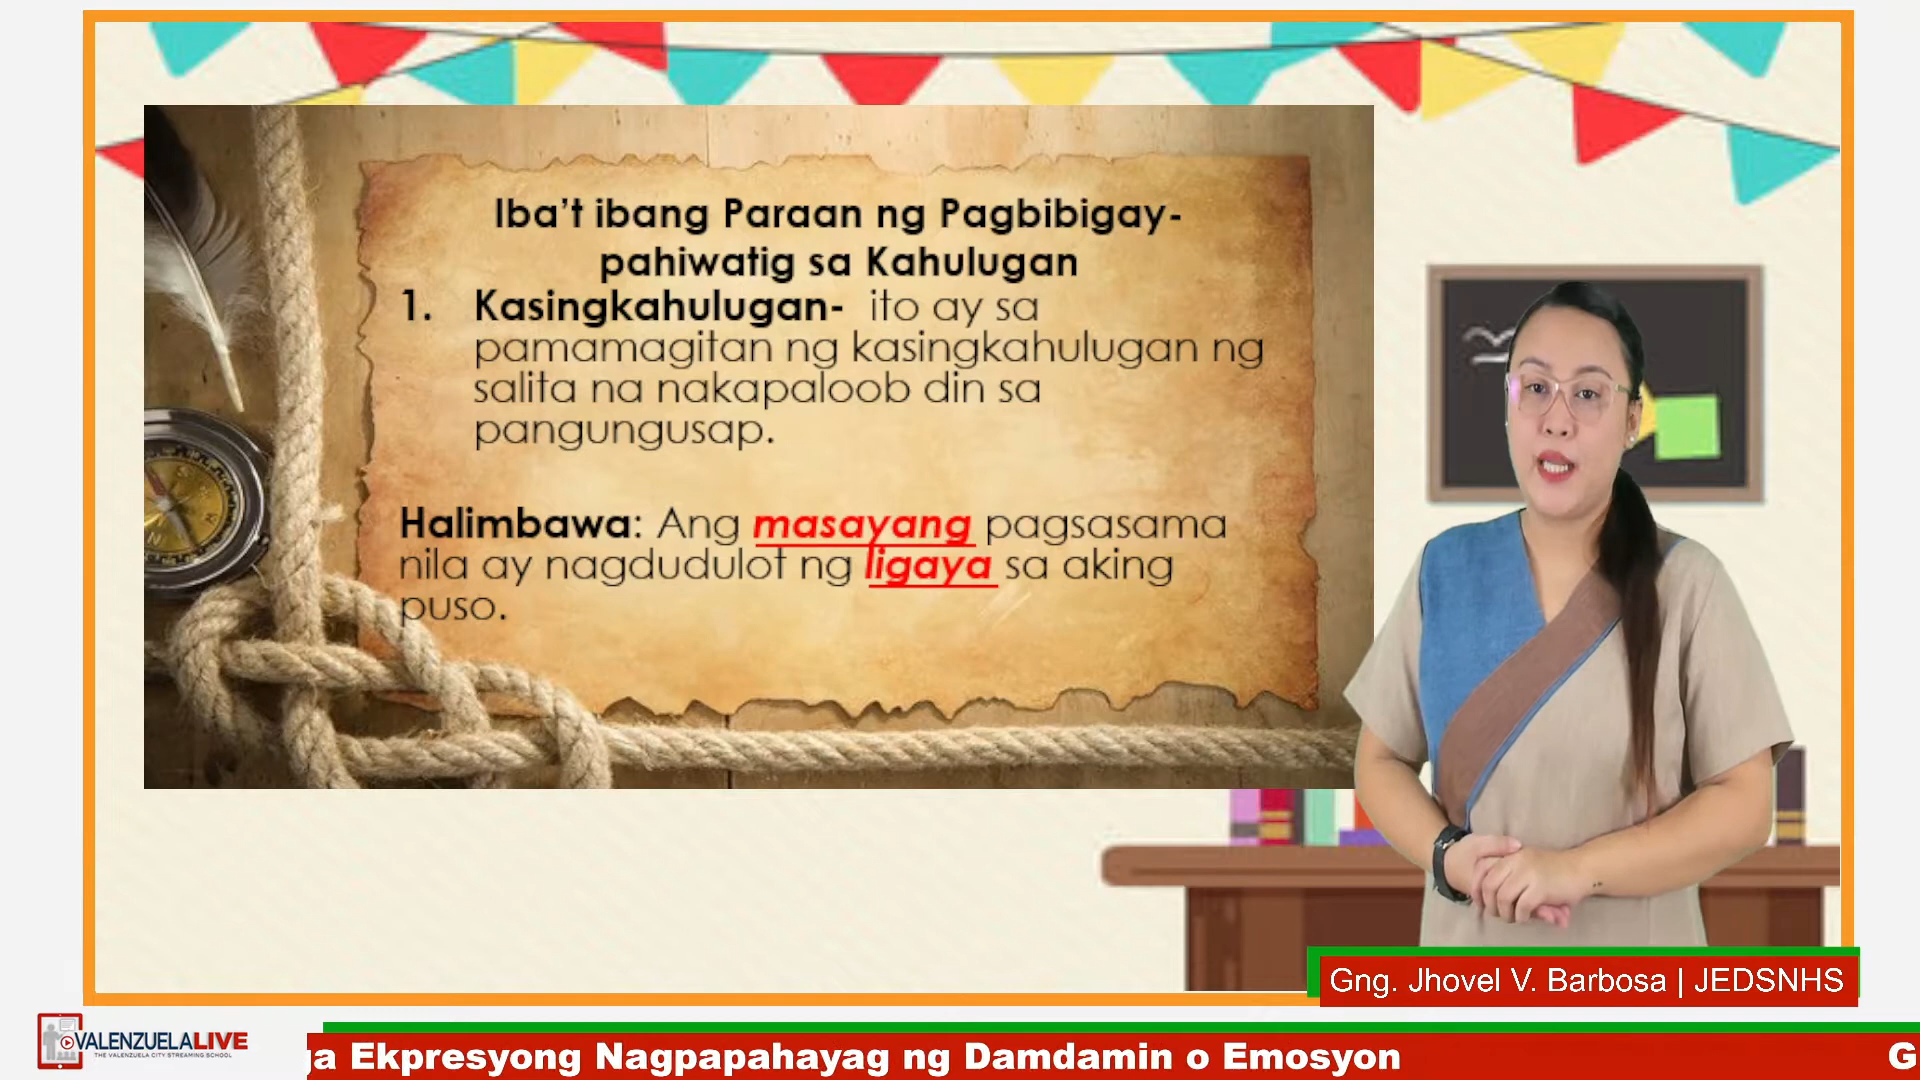 Iba't ibang Paraan ng Pagbibigay-
pahiwatig sa Kahulugan
1. Kasingkahulugan- ito ay sa
pamamagitan ng kasingkahulugan ng
salita na nakapaloob din sa
pangungusap.
Halimbawa: Ang masayang pagsasama
nila ay nagdudulot ng ligaya sa aking
puso.
Gng. Jhovel V. Barbosa | JEDSNHS
VALENZUELALIVE
THE VALENZUELA CITY STREAMING SCHOOL
ga Ekpresyong Nagpapahayag ng Damdamin o Emosyon G